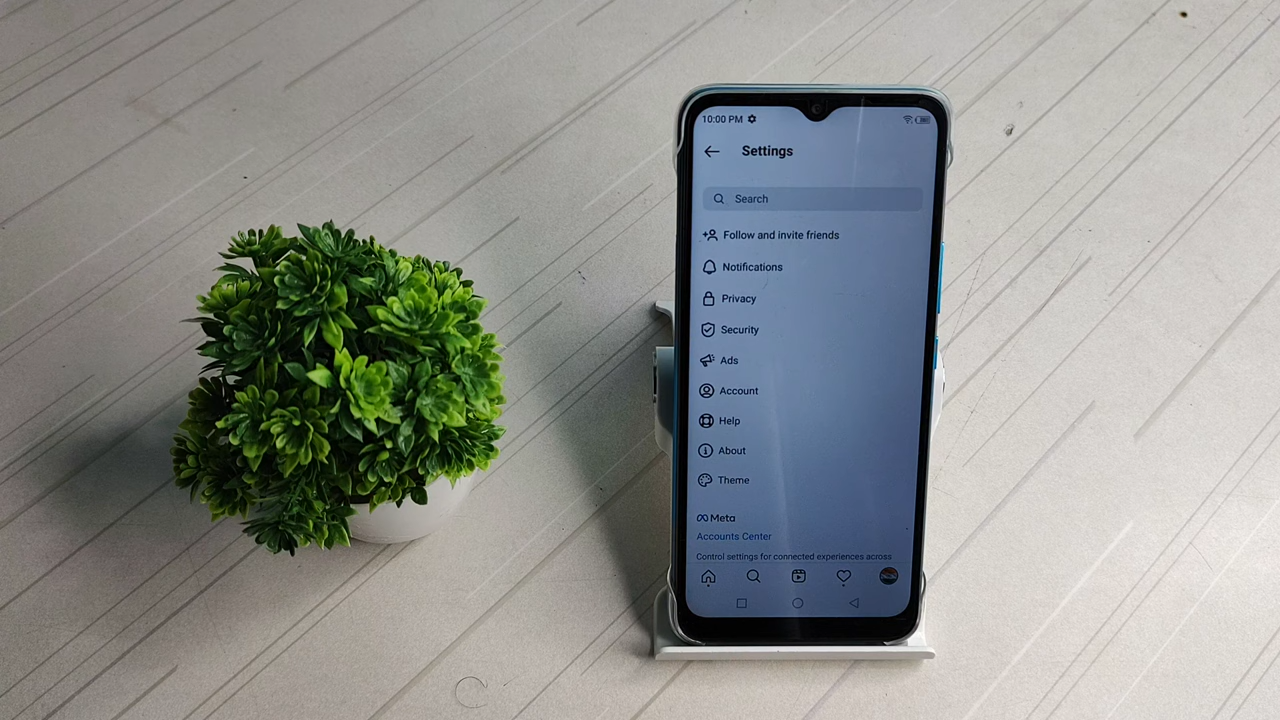 10:00 PM
Settings
Search
Follow and invite friends
Notifications
Privacy
Security
Ads
Account
Help
About
Theme
Meta
Accounts Center
Control settings for connected experiences across